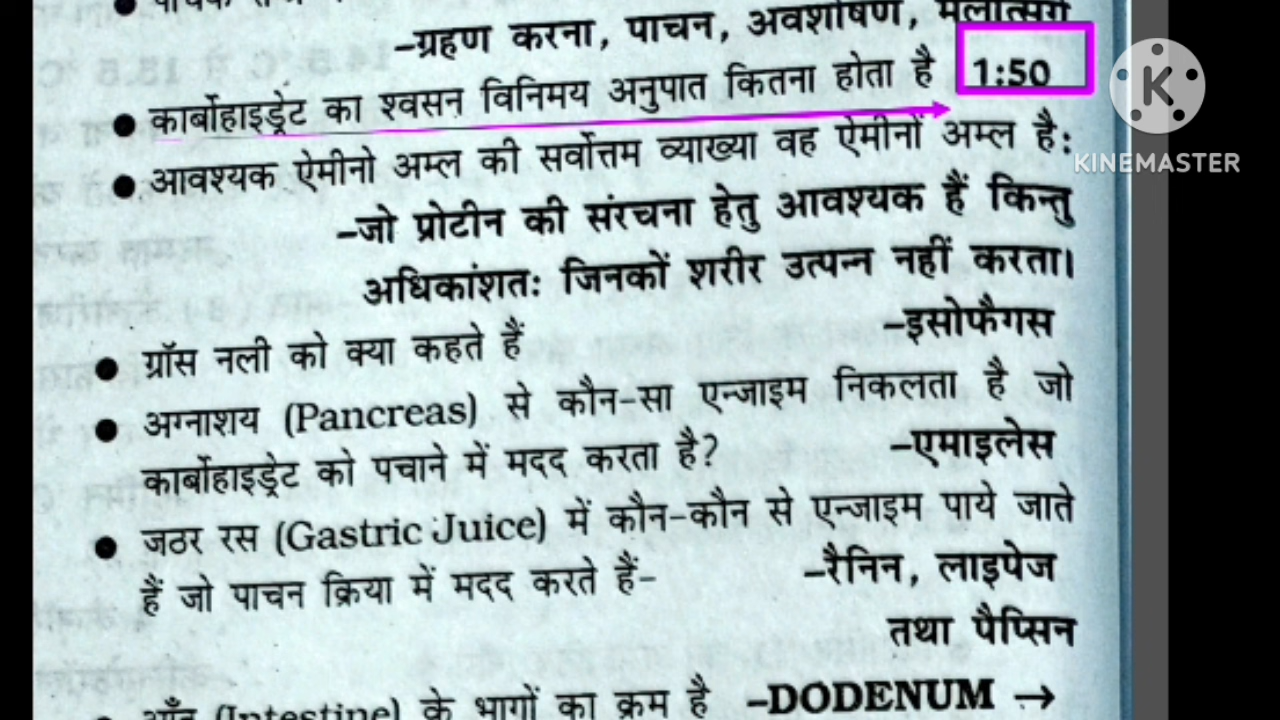 –ग्रहण करना, पाचन, अवशोषण, मलोत्सर्ग
● कार्बोहाइड्रेट का श्वसन विनिमय अनुपात कितना होता है 1:50
● आवश्यक ऐमीनो अम्ल की सर्वोत्तम व्याख्या वह ऐमीनों अम्ल है:
–जो प्रोटीन की संरचना हेतु आवश्यक हैं किन्तु
अधिकांशतः जिनकों शरीर उत्पन्न नहीं करता।
● ग्रॉस नली को क्या कहते हैं –इसोफैगस
● अग्नाशय (Pancreas) से कौन-सा एन्जाइम निकलता है जो
कार्बोहाइड्रेट को पचाने में मदद करता है? –एमाइलेस
● जठर रस (Gastric Juice) में कौन-कौन से एन्जाइम पाये जाते
हैं जो पाचन क्रिया में मदद करते हैं- –रैनिन, लाइपेज
तथा पैप्सिन
आँत (Intestine) के भागों का क्रम है –DODENUM →
K
KINEMASTER